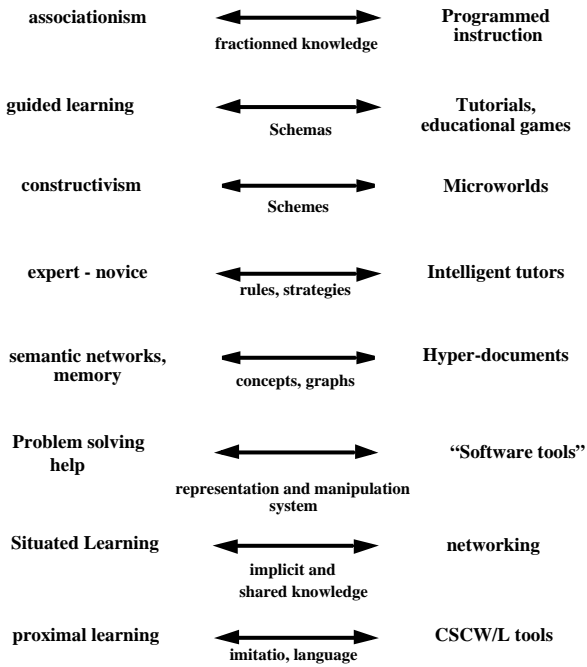 associationism
Programmed
instruction
fractionned knowledge
guided learning
Tutorials,
educational games
Schemas
constructivism
Microworlds
Schemes
expert - novice
Intelligent tutors
rules, strategies
semantic networks,
memory
Hyper-documents
concepts, graphs
Problem solving
help
“Software tools”
representation and manipulation
system
Situated Learning
networking
implicit and
shared knowledge
proximal learning
CSCW/L tools
imitatio, language